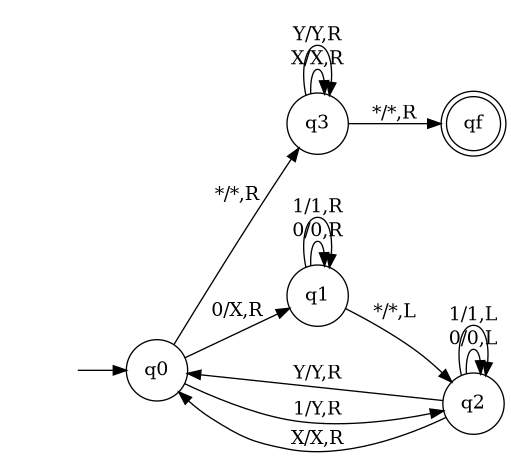 Y/Y,R
X/X,R
q3
*/*,R
qf
*/*,R
1/1,R
0/0,R
q1
0/X,R
*/*,L
1/1,L
0/0,L
q0
Y/Y,R
q2
1/Y,R
X/X,R